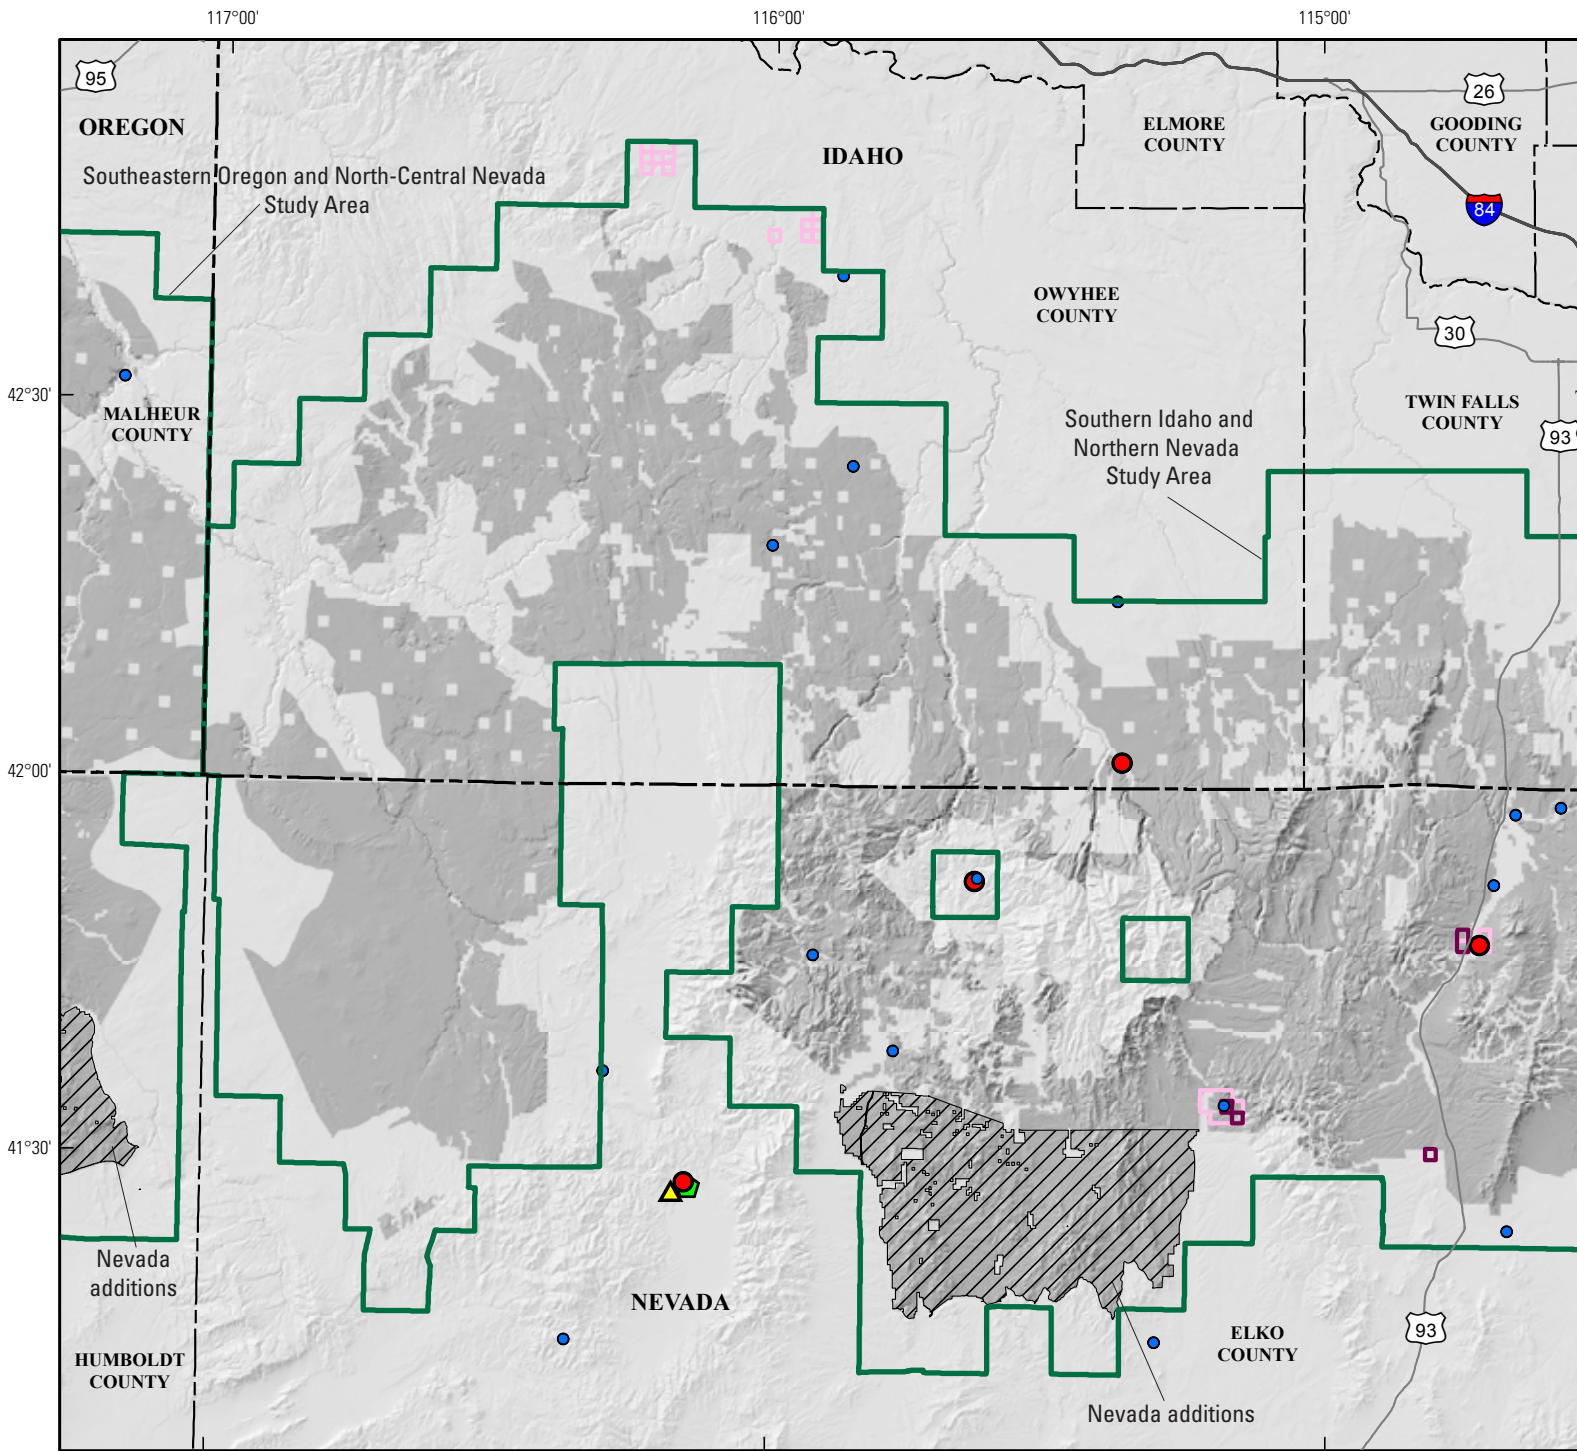 117°00'
116°00'
115°00'
95
26
OREGON
ELMORE
COUNTY
GOODING
COUNTY
IDAHO
Southeastern Oregon and North-Central Nevada
Study Area
84
OWYHEE
COUNTY
30
42°30'
MALHEUR
COUNTY
TWIN FALLS
COUNTY
Southern Idaho and
Northern Nevada
Study Area
93
42°00'
41°30'
Nevada
additions
NEVADA
93
ELKO
COUNTY
HUMBOLDT
COUNTY
Nevada additions